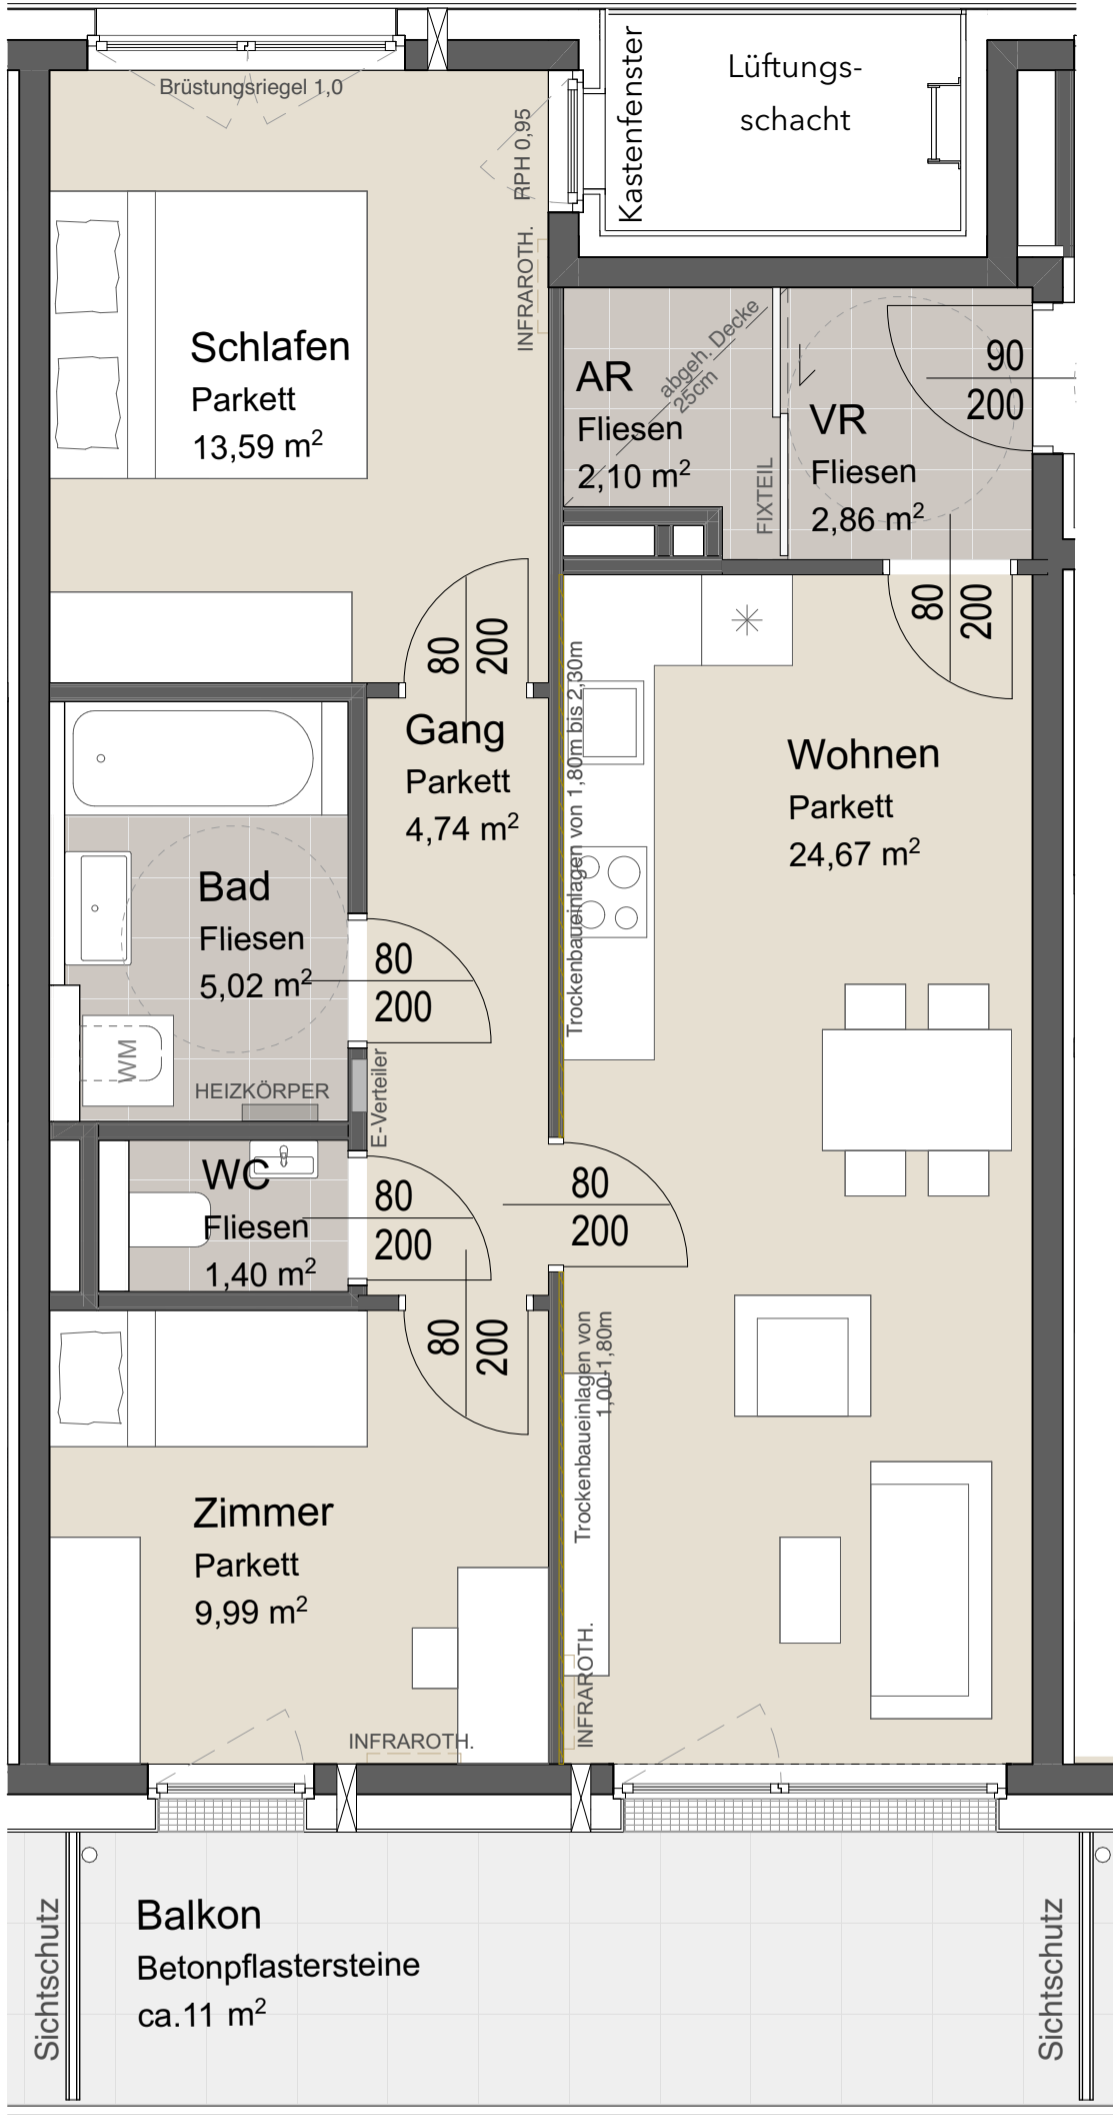 Brüstungsriegel 1,0
RPH 0,95
Kastenfenster
Lüftungs-
schacht
INFRAROTH.
Schlafen
Parkett
13,59 m²
AR
Fliesen
2,10 m²
abgeh. Decke
25cm
FIXTEIL
VR
Fliesen
2,86 m²
90
200
80
200
80
200
Gang
Parkett
4,74 m²
Trockenbaueinlagen von 1,80m bis 2,30m
Wohnen
Parkett
24,67 m²
Bad
Fliesen
5,02 m²
80
200
WM
HEIZKÖRPER
E-Verteiler
WC
Fliesen
1,40 m²
80
200
80
200
80
200
Trockenbaueinlagen von
1,00-1,80m
Zimmer
Parkett
9,99 m²
INFRAROTH.
INFRAROTH.
Balkon
Betonpflastersteine
ca.11 m²
Sichtschutz
Sichtschutz